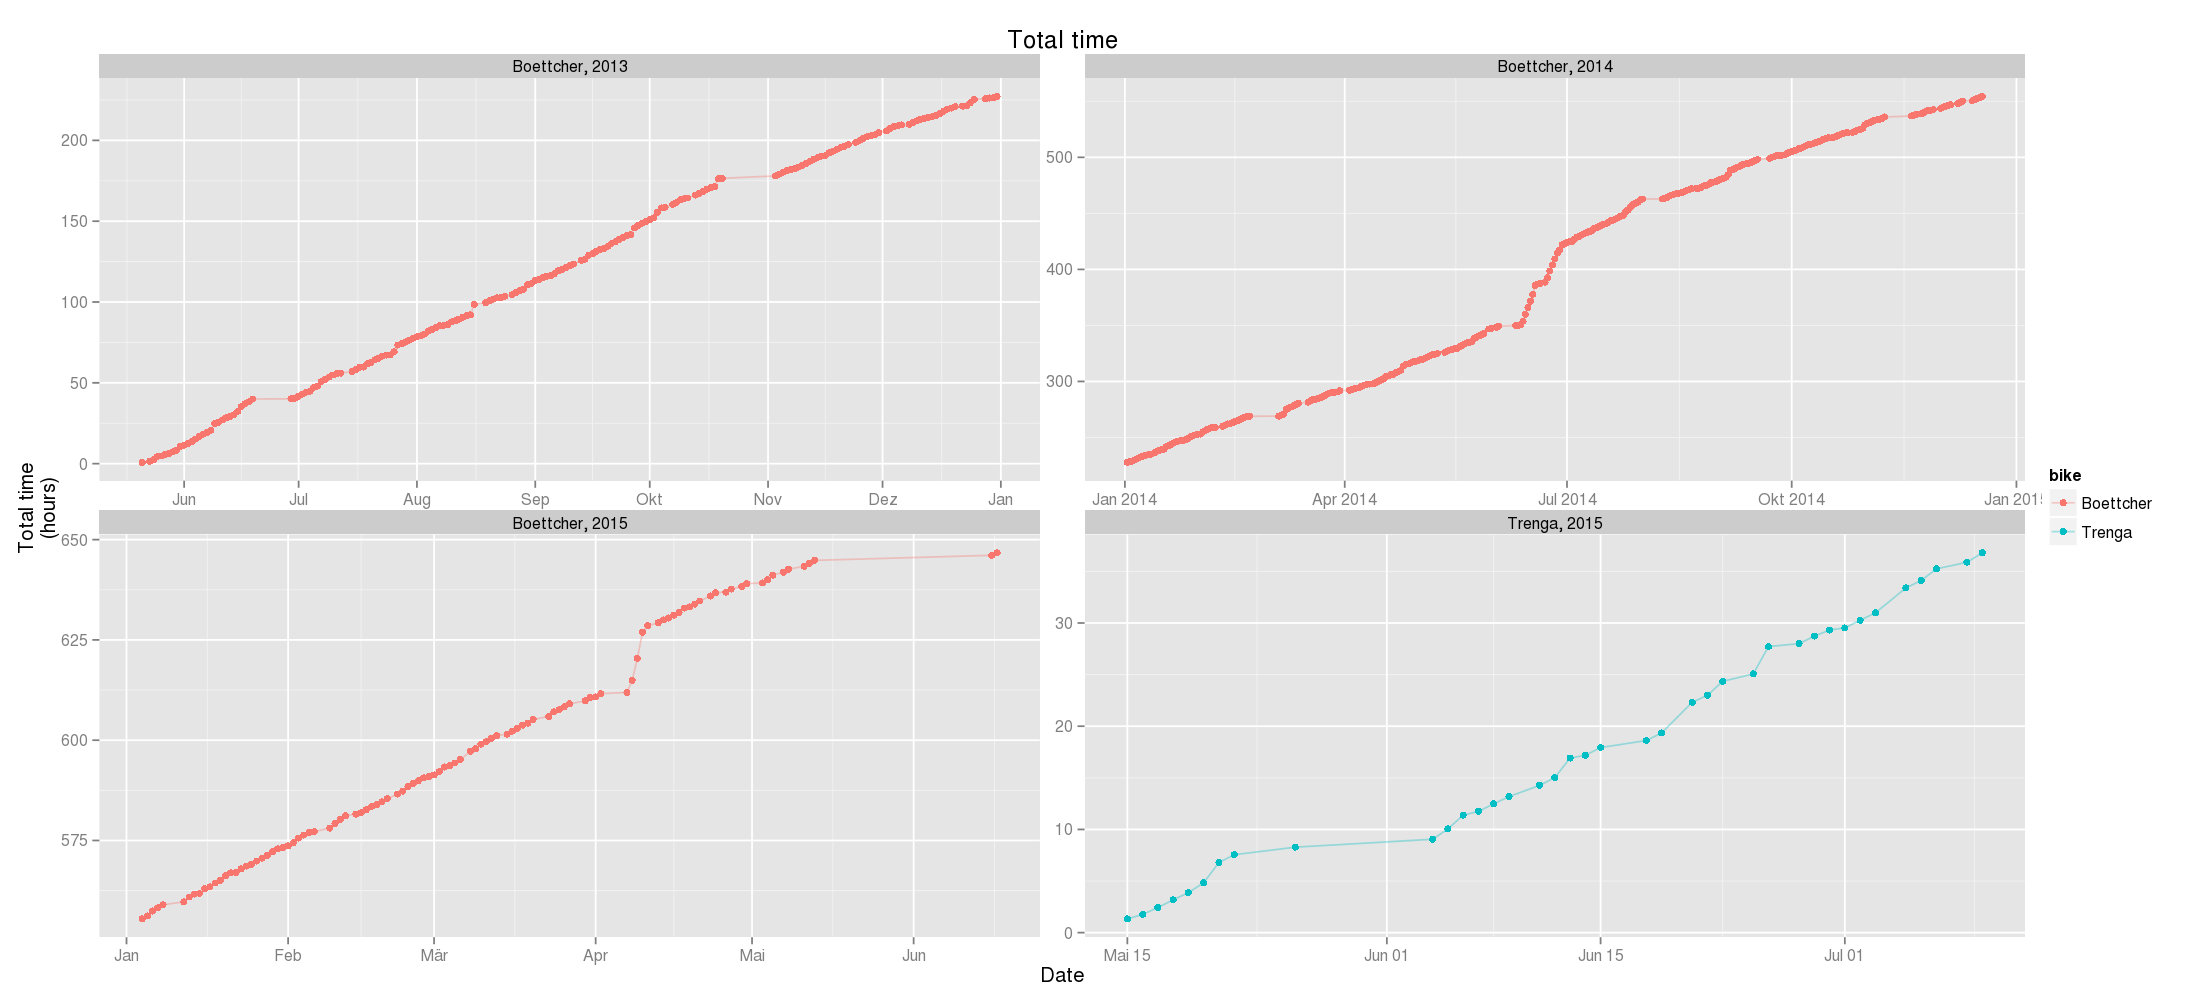 Total time
Boettcher, 2013
Boettcher, 2014
200
150
100
50
0
Jun Jul Aug Sep Okt Nov Dez Jan
500
400
300
Jan 2014 Apr 2014 Jul 2014 Okt 2014 Jan 201
Boettcher, 2015
Trenga, 2015
650
625
600
575
Jan Feb Mär Apr Mai Jun
30
20
10
0
Mai 15 Jun 01 Jun 15 Jul 01
Total time
(hours)
Date
bike
Boettcher
Trenga